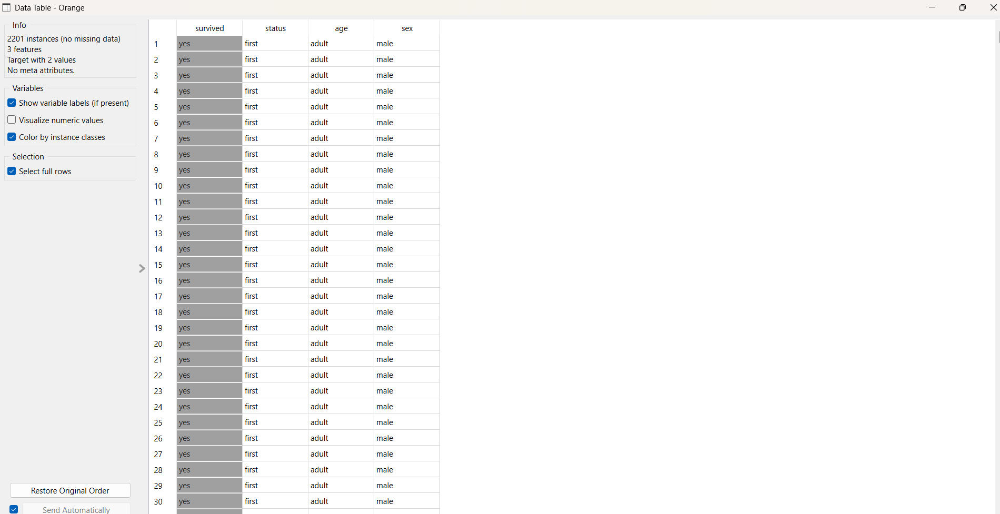 Data Table - Orange
Info
2201 instances (no missing data)
3 features
Target with 2 values
No meta attributes.
Variables
Show variable labels (if present)
Visualize numeric values
Color by instance classes
Selection
Select full rows
Restore Original Order
Send Automatically
survived status age sex
1 yes first adult male
2 yes first adult male
3 yes first adult male
4 yes first adult male
5 yes first adult male
6 yes first adult male
7 yes first adult male
8 yes first adult male
9 yes first adult male
10 yes first adult male
11 yes first adult male
12 yes first adult male
13 yes first adult male
14 yes first adult male
15 yes first adult male
16 yes first adult male
17 yes first adult male
18 yes first adult male
19 yes first adult male
20 yes first adult male
21 yes first adult male
22 yes first adult male
23 yes first adult male
24 yes first adult male
25 yes first adult male
26 yes first adult male
27 yes first adult male
28 yes first adult male
29 yes first adult male
30 yes first adult male